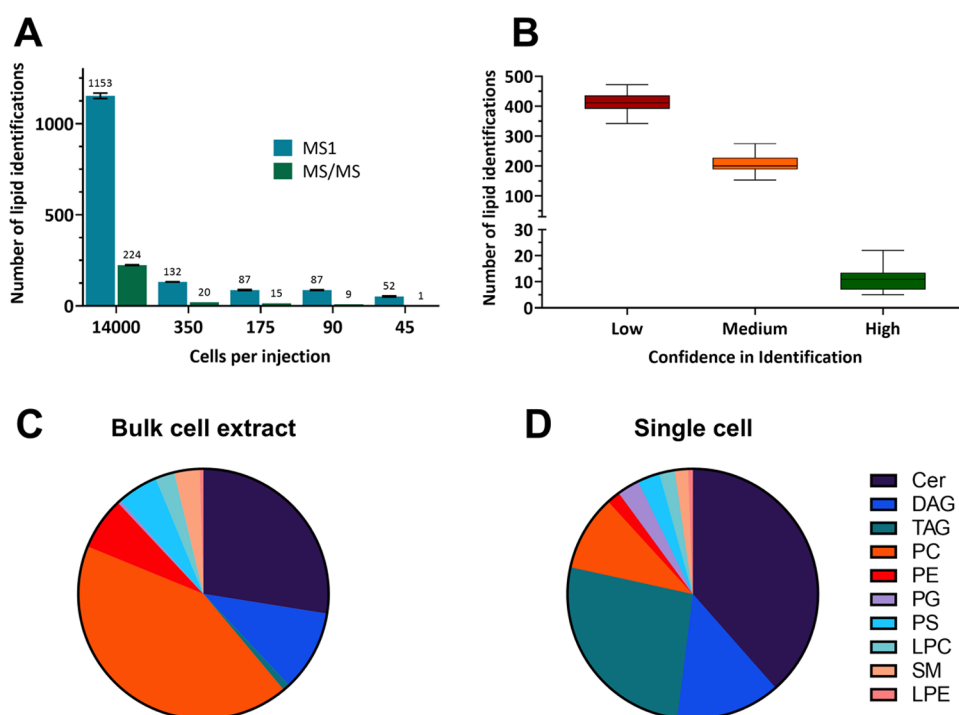 A
Number of lipid identifications
1000
500
0
1153
224
132
20
87
15
87
9
52
1
MS1
MS/MS
14000 350 175 90 45
Cells per injection
B
Number of lipid identifications
500
400
300
200
100
30
20
10
0
Low Medium High
Confidence in Identification
C Bulk cell extract
D Single cell
Cer
DAG
TAG
PC
PE
PG
PS
LPC
SM
LPE